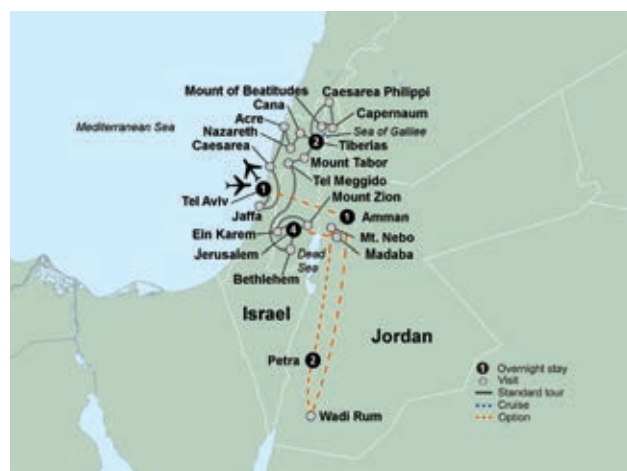 Mount of Beatitudes
Caesarea Philippi
Cana
Acre
Capernaum
Mediterranean Sea
Nazareth
Sea of Galilee
2
Tiberias
Caesarea
Mount Tabor
Tel Meggido
1
Mount Zion
Tel Aviv
Jaffa
1
Amman
Ein Karem
4
Mt. Nebo
Jerusalem
Dead
Sea
Madaba
Bethlehem
Israel
Jordan
Petra
2
1 Overnight stay
Visit
Standard tour
Cruise
Option
Wadi Rum